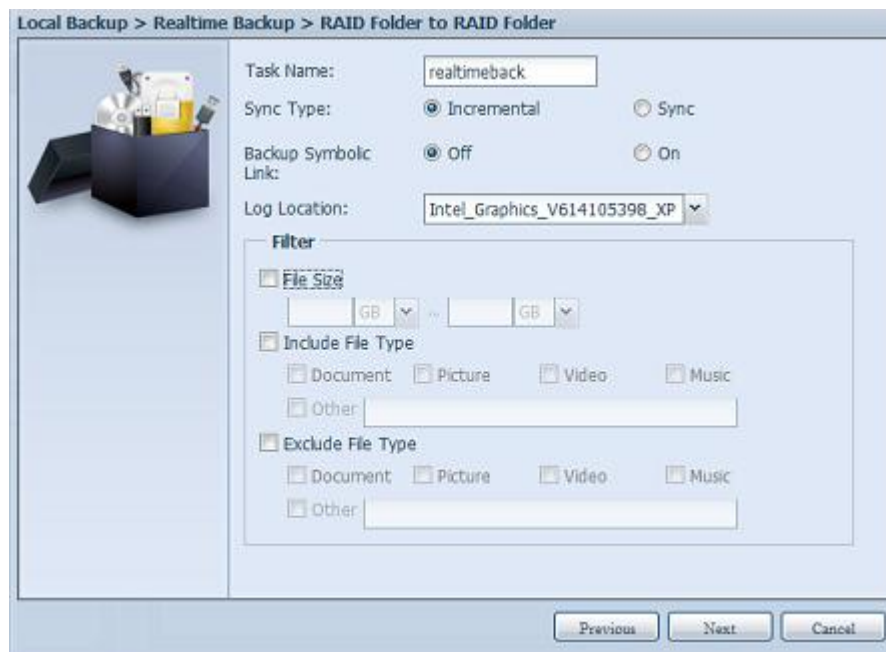 Local Backup > Realtime Backup > RAID Folder to RAID Folder
Task Name: realtimeback
Sync Type: Incremental Sync
Backup Symbolic Link: Off On
Log Location: Intel_Graphics_V614105398_XP
Filter
File Size
GB ... GB
Include File Type
Document Picture Video Music
Other
Exclude File Type
Document Picture Video Music
Other
Previous Next Cancel